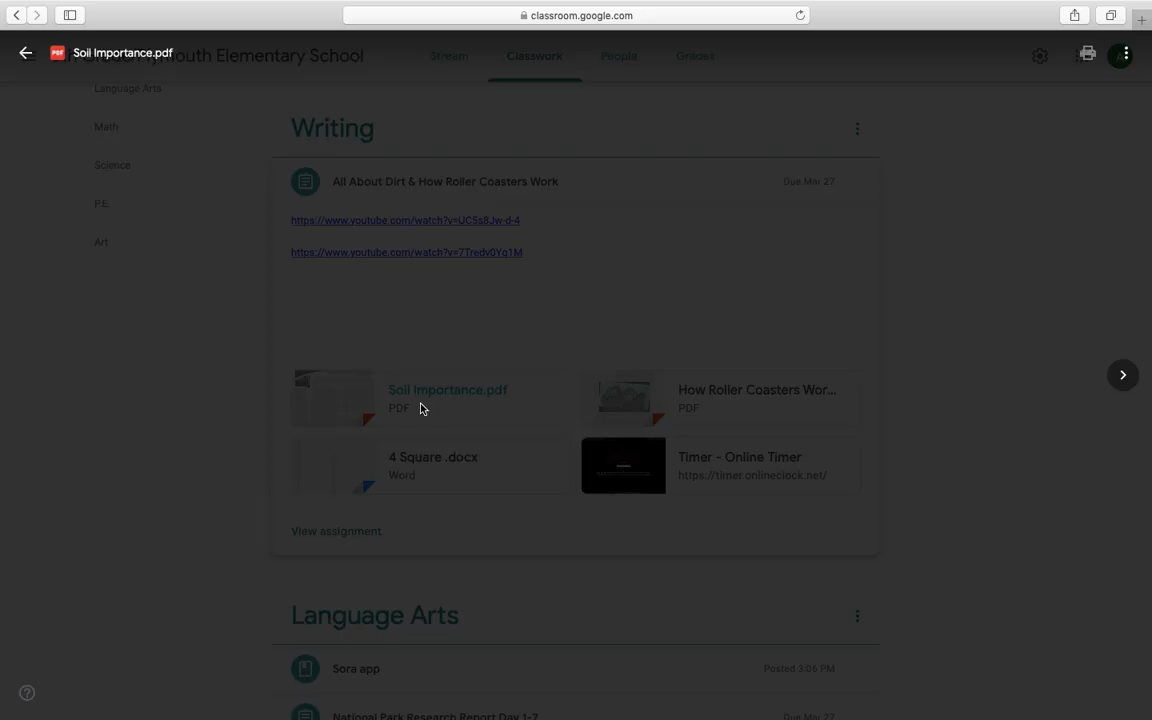 classroom.google.com
PDF Soil Importance.pdf
mouth Elementary School
Stream
Classwork
People
Grades
Language Arts
Math
Science
P.E.
Art
Writing
All About Dirt & How Roller Coasters Work
Due Mar 27
https://www.youtube.com/watch?v=UC5s8Jw-d-4
https://www.youtube.com/watch?v=7Tredv0Yq1M
Soil Importance.pdf
PDF
How Roller Coasters Wor...
PDF
4 Square .docx
Word
Timer - Online Timer
https://timer.onlineclock.net/
View assignment
Language Arts
Sora app
Posted 3:06 PM
National Park Research Report Day 1-7
Due Mar 27